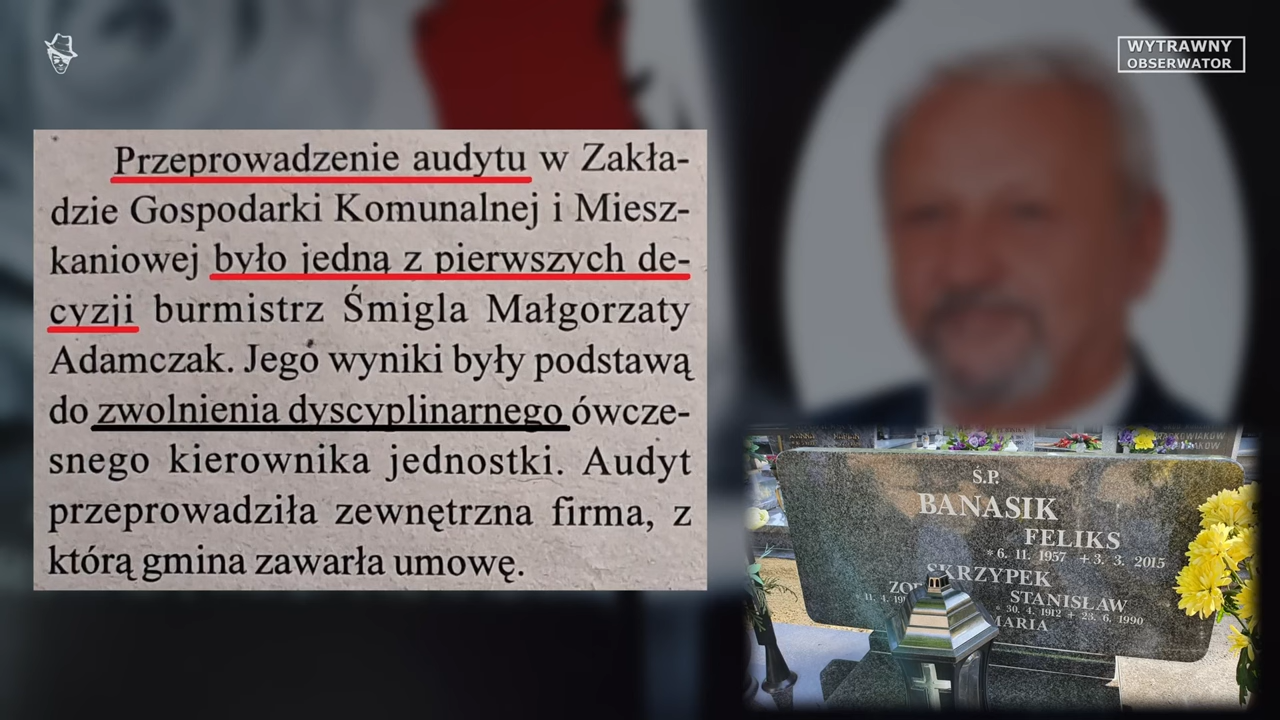 WYTRAWNY
OBSERWATOR
Przeprowadzenie audytu w Zakła-
dzie Gospodarki Komunalnej i Miesz-
kaniowej było jedną z pierwszych de-
cyzji burmistrz Śmigla Małgorzaty
Adamczak. Jego wyniki były podstawą
do zwolnienia dyscyplinarnego ówcze-
snego kierownika jednostki. Audyt
przeprowadziła zewnętrzna firma, z
którą gmina zawarła umowę.
Ś.P.
BANASIK
FELIKS
* 6. 11. 1957 + 3. 3. 2015
SKRZYPEK
STANISŁAW
* 30. 4. 1912 + 23. 6. 1990
MARIA